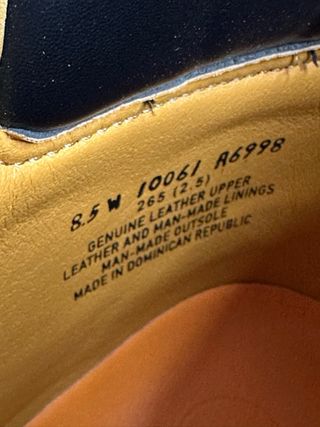 8.5 W 10061 A6998
265 (2.5)
GENUINE LEATHER UPPER
LEATHER AND MAN-MADE LININGS
MAN-MADE OUTSOLE
MADE IN DOMINICAN REPUBLIC